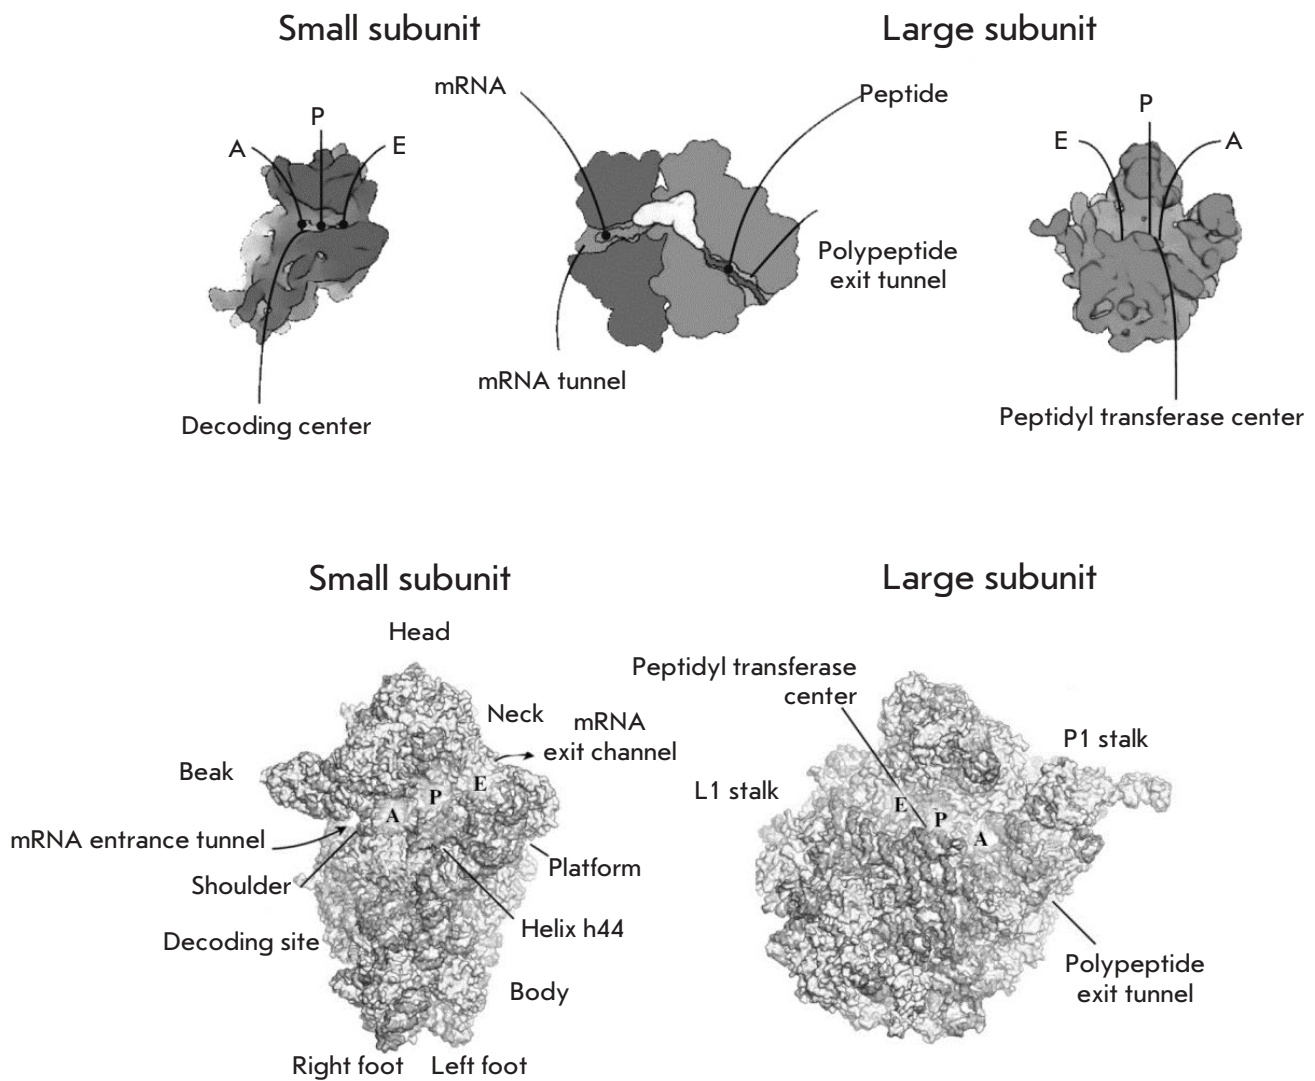 Small subunit
Large subunit
mRNA
Peptide
P
A
E
P
E
A
Polypeptide
exit tunnel
mRNA tunnel
Decoding center
Peptidyl transferase center
Small subunit
Large subunit
Head
Peptidyl transferase
center
Neck
mRNA
exit channel
P1 stalk
Beak
L1 stalk
E
P
A
E
P
A
mRNA entrance tunnel
Shoulder
Platform
Helix h44
Decoding site
Body
Polypeptide
exit tunnel
Right foot
Left foot